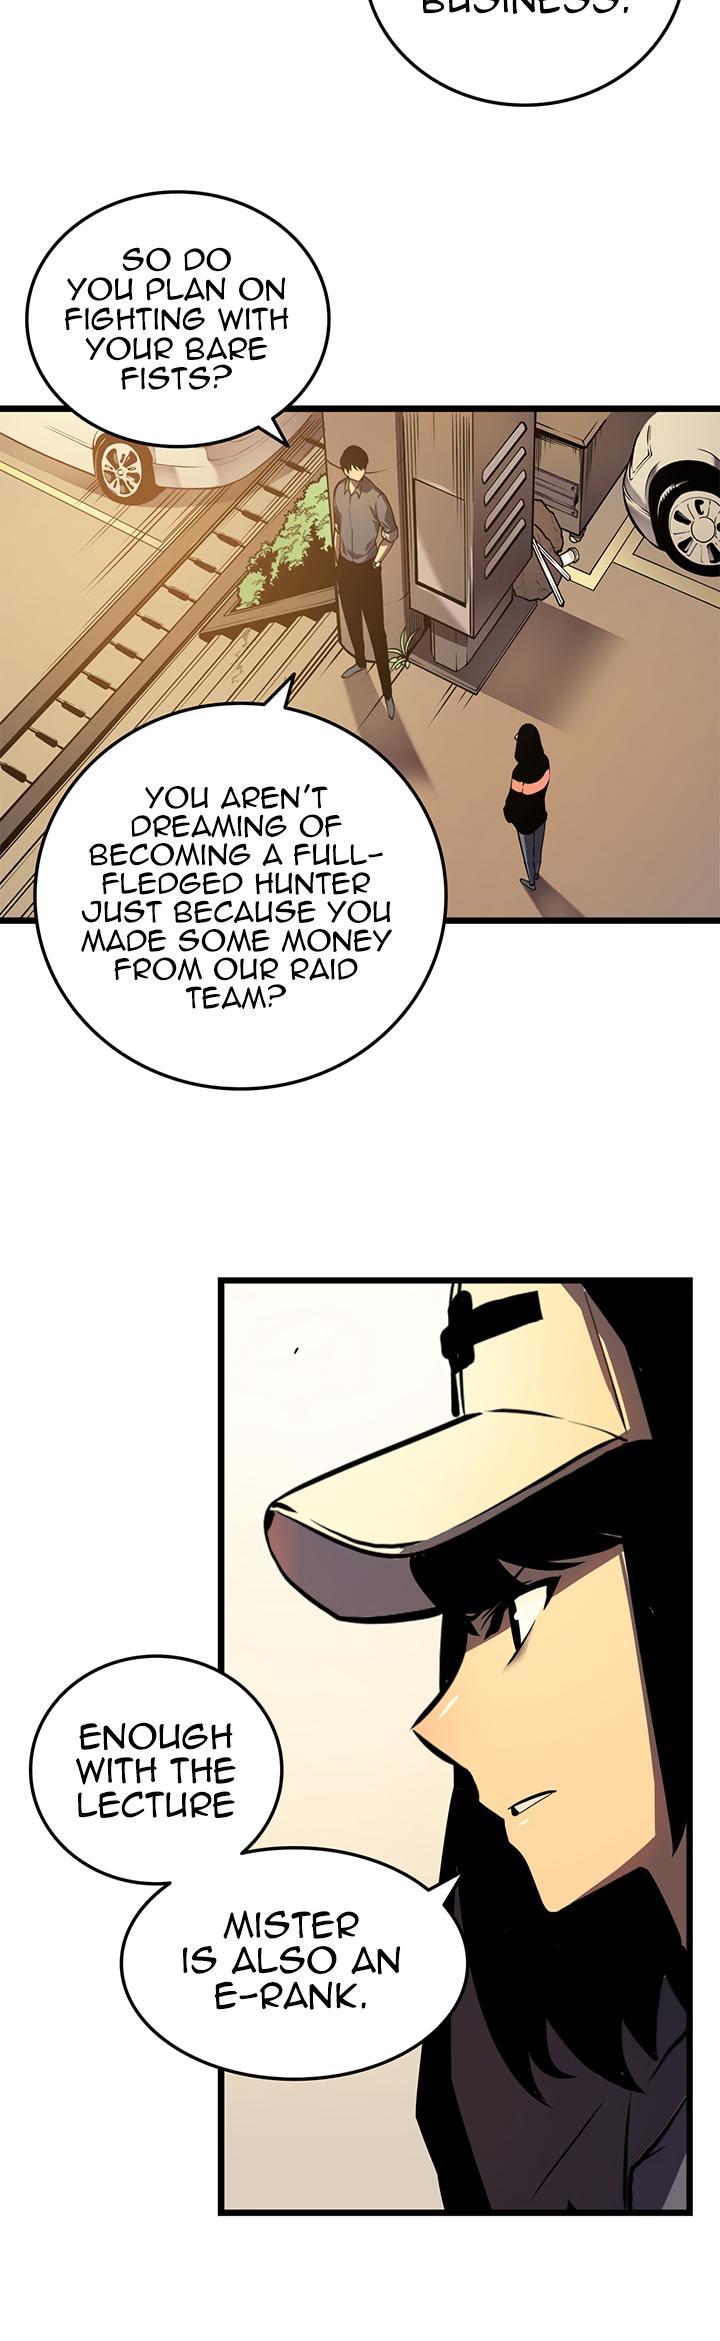 BUSINESS.
SO DO
YOU PLAN ON
FIGHTING WITH
YOUR BARE
FISTS?
YOU AREN'T
DREAMING OF
BECOMING A FULL-
FLEDGED HUNTER
JUST BECAUSE YOU
MADE SOME MONEY
FROM OUR RAID
TEAM?
ENOUGH
WITH THE
LECTURE
MISTER
IS ALSO AN
E-RANK.